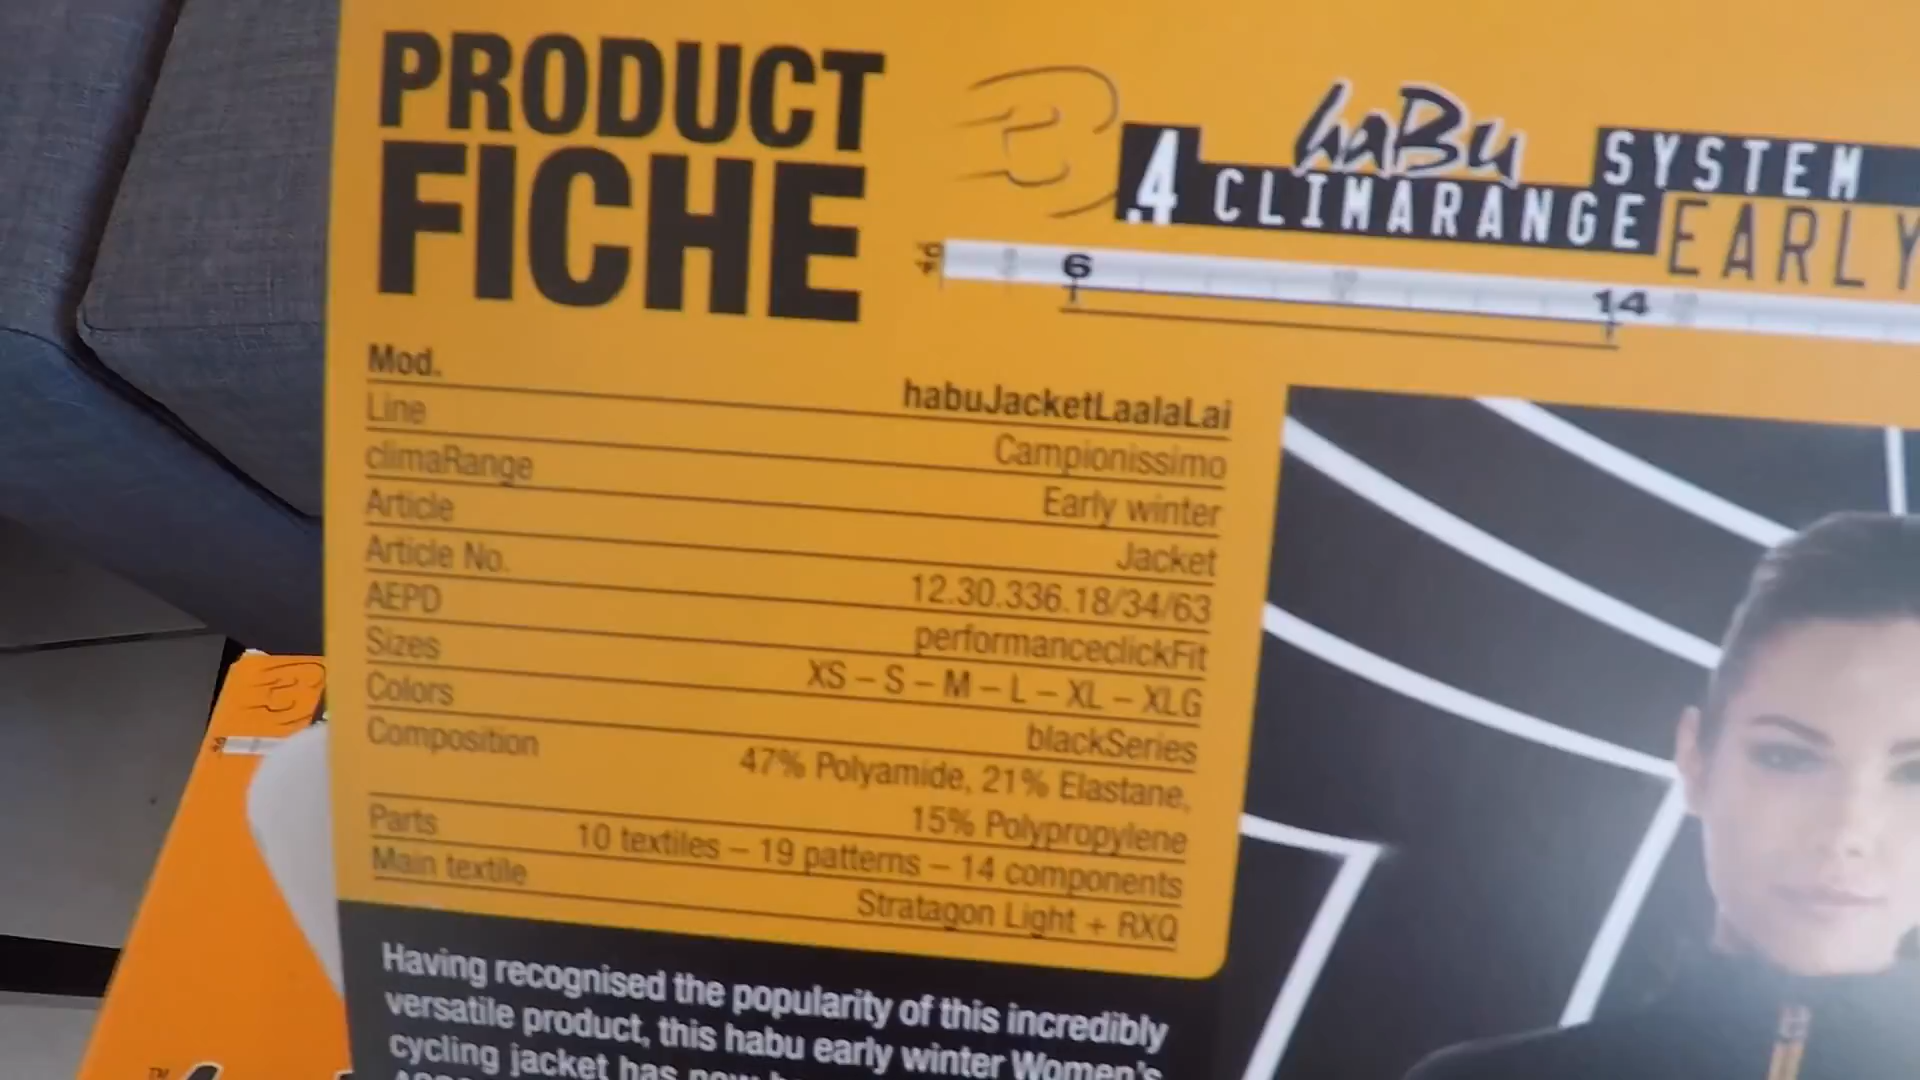 PRODUCT
FICHE
.4 haBu SYSTEM
CLIMARANGE EARLY
6 14
Mod. habuJacketLaalaLai
Line Campionissimo
climaRange Early winter
Article Jacket
Article No. 12.30.336.18/34/63
AEPD performanceclickFit
Sizes XS – S – M – L – XL – XLG
Colors blackSeries
Composition 47% Polyamide, 21% Elastane,
15% Polypropylene
Parts 10 textiles – 19 patterns – 14 components
Main textile Stratagon Light + RXQ
Having recognised the popularity of this incredibly
versatile product, this habu early winter Women's
cycling jacket has now